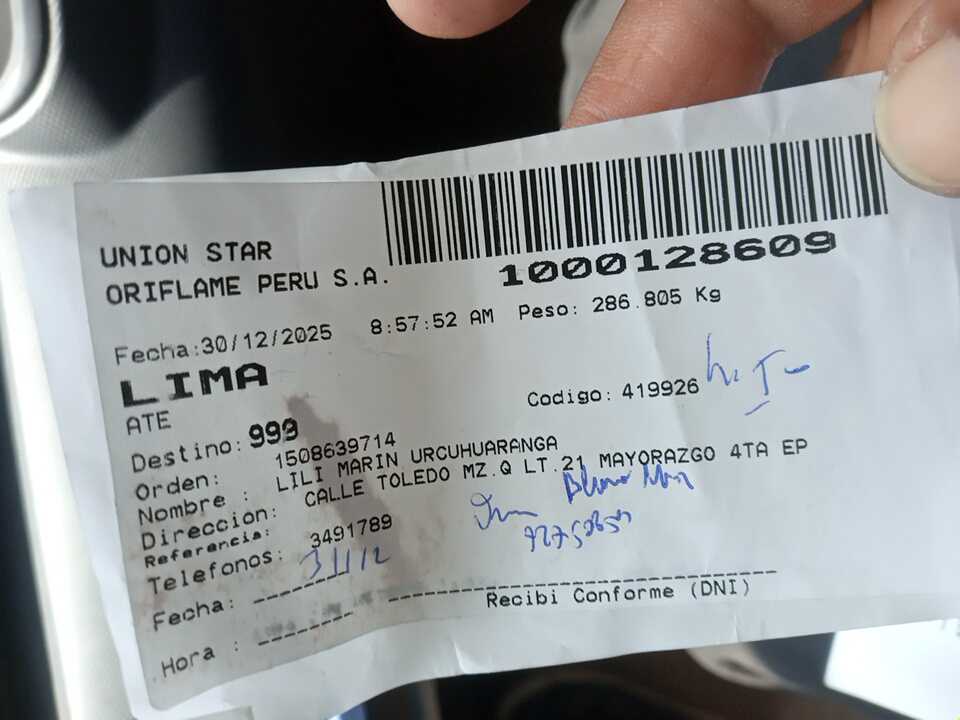 UNION STAR
ORIFLAME PERU S.A.
1000128609
Fecha:30/12/2025 8:57:52 AM Peso: 286.805 Kg
LIMA
ATE
Codigo: 419926
Destino: 999
Orden: 1508639714
Nombre : LILI MARIN URCUHUARANGA
Direccion: CALLE TOLEDO MZ.Q LT.21 MAYORAZGO 4TA EP
Referencia:
Telefonos: 3491789
Fecha: 31/12
Hora :
Recibi Conforme (DNI)